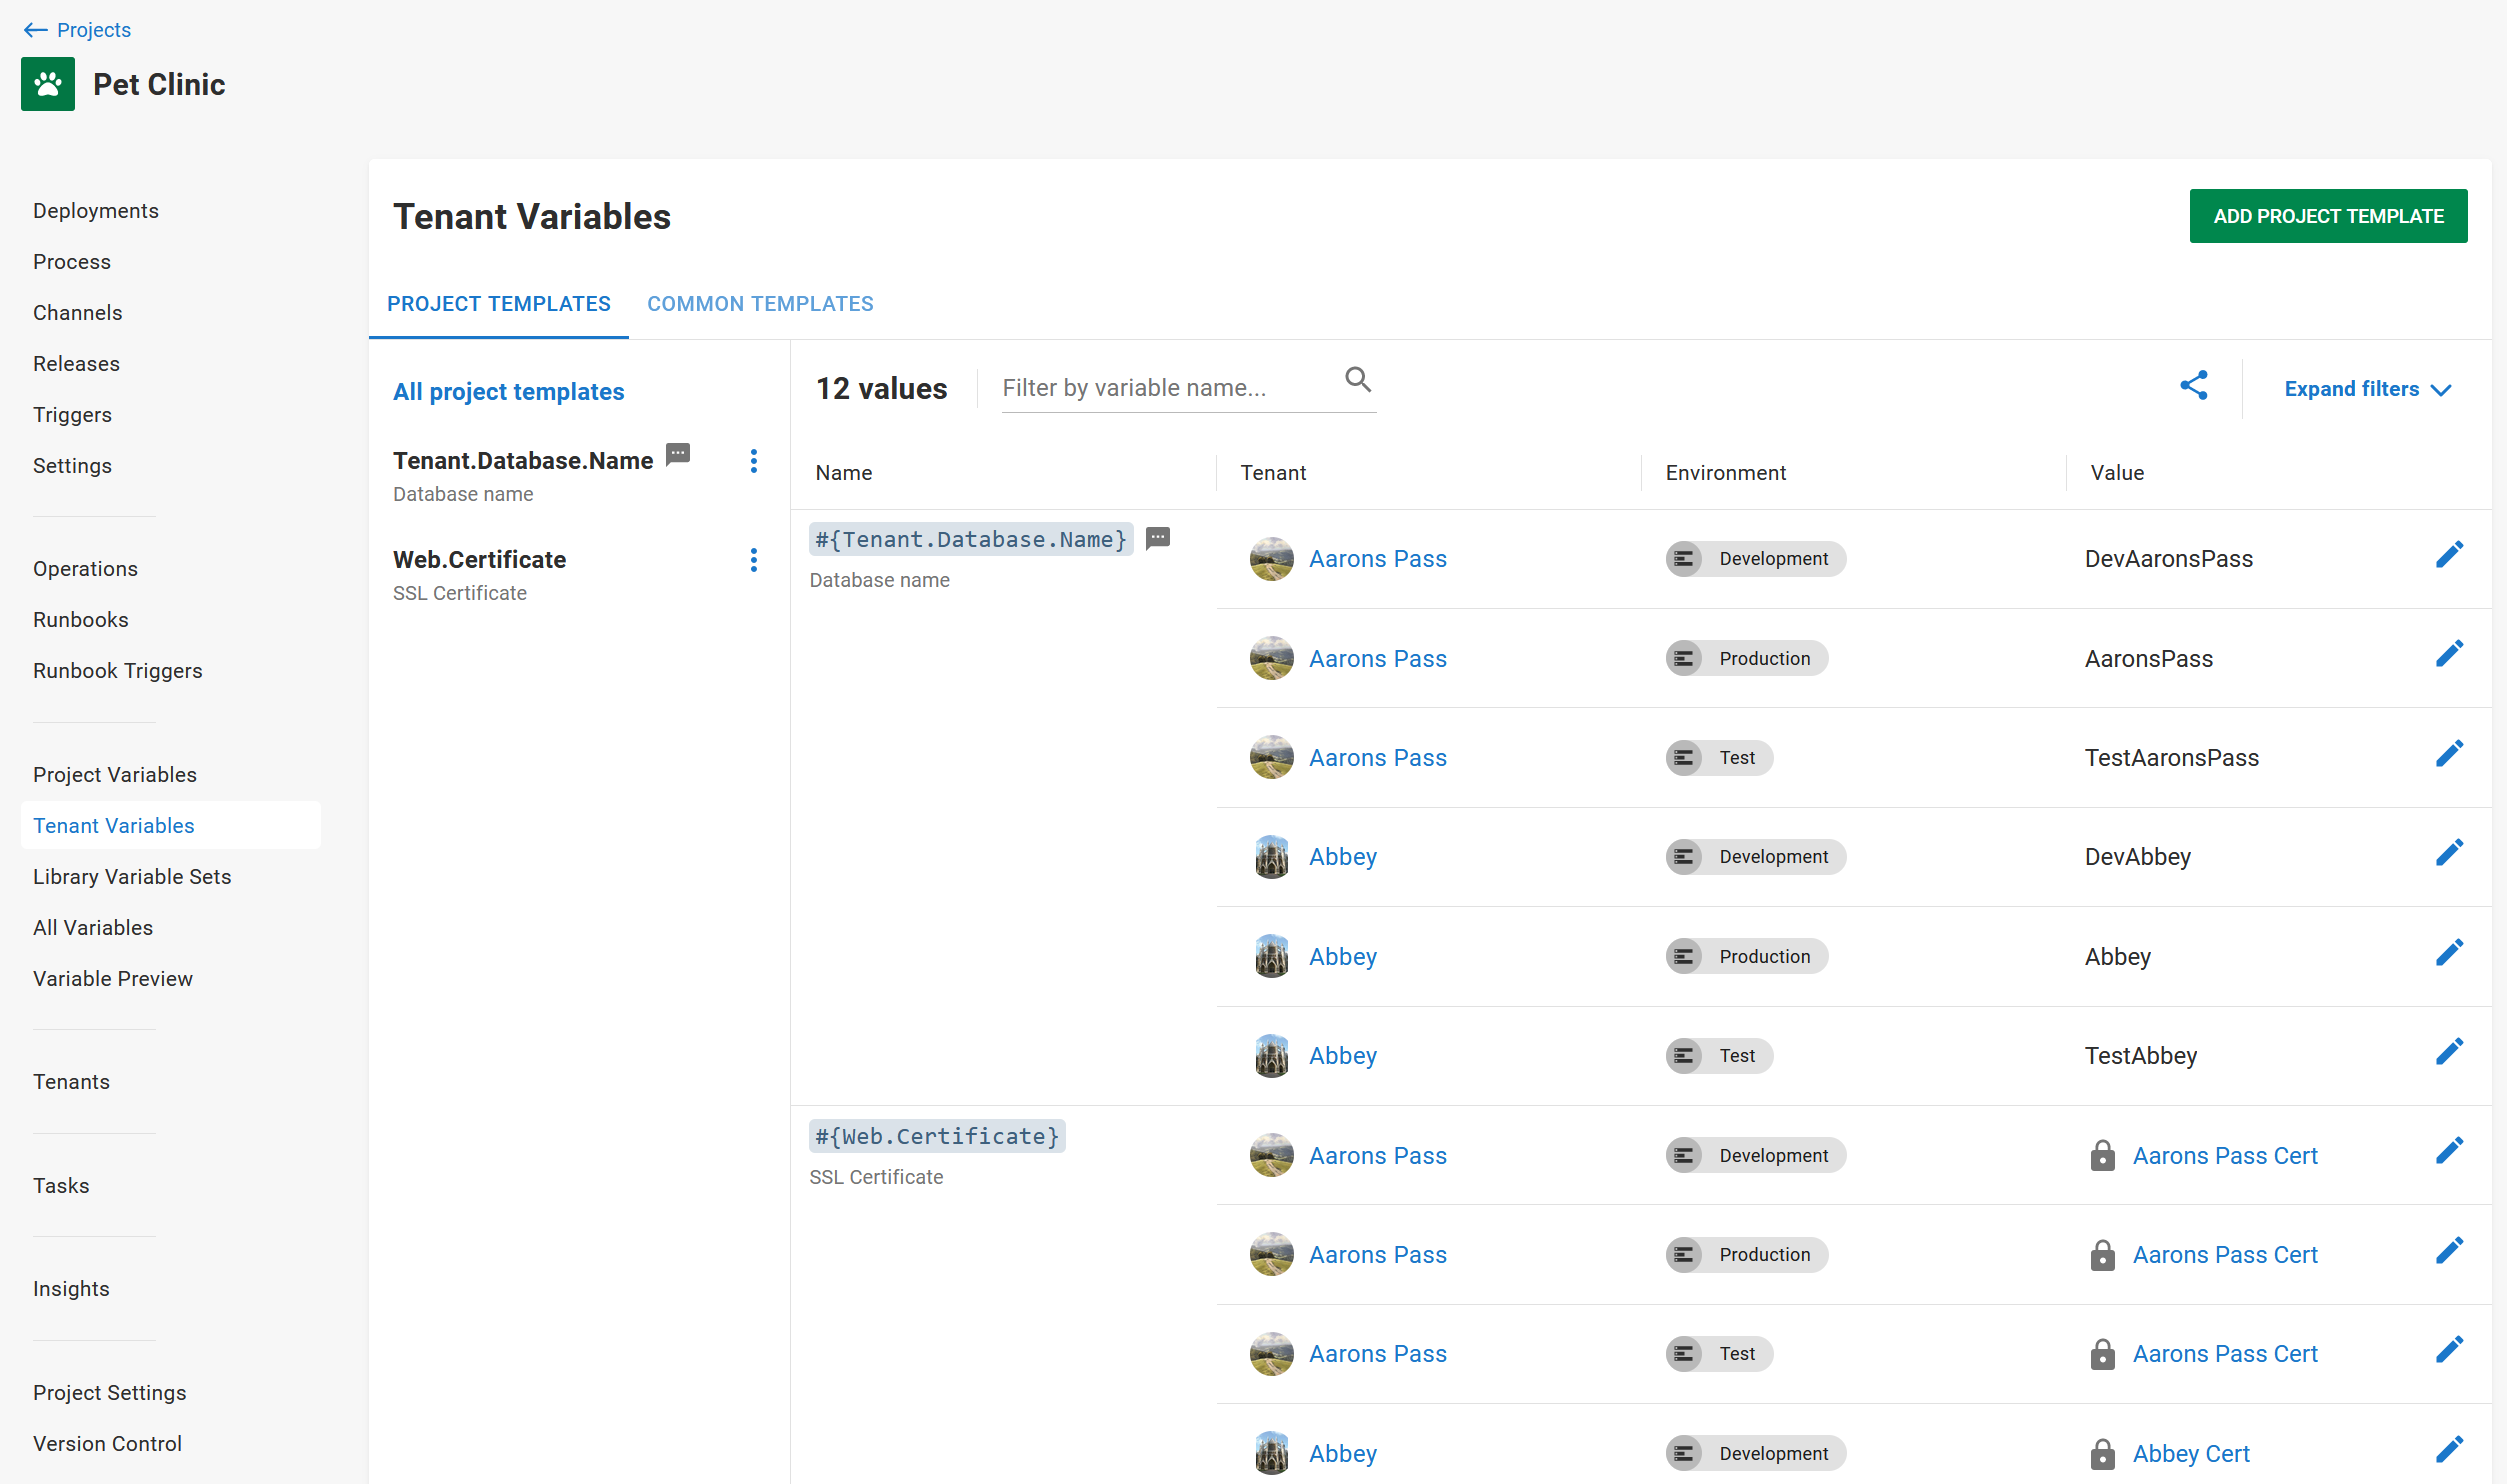 Projects
Pet Clinic
Deployments
Process
Channels
Releases
Triggers
Settings
Operations
Runbooks
Runbook Triggers
Project Variables
Tenant Variables
Library Variable Sets
All Variables
Variable Preview
Tenants
Tasks
Insights
Project Settings
Version Control
Tenant Variables
ADD PROJECT TEMPLATE
PROJECT TEMPLATES COMMON TEMPLATES
All project templates
Tenant.Database.Name
Database name
Web.Certificate
SSL Certificate
12 values Filter by variable name... Expand filters
Name Tenant Environment Value
#{Tenant.Database.Name}
Database name
Aarons Pass Development DevAaronsPass
Aarons Pass Production AaronsPass
Aarons Pass Test TestAaronsPass
Abbey Development DevAbbey
Abbey Production Abbey
Abbey Test TestAbbey
#{Web.Certificate}
SSL Certificate
Aarons Pass Development Aarons Pass Cert
Aarons Pass Production Aarons Pass Cert
Aarons Pass Test Aarons Pass Cert
Abbey Development Abbey Cert